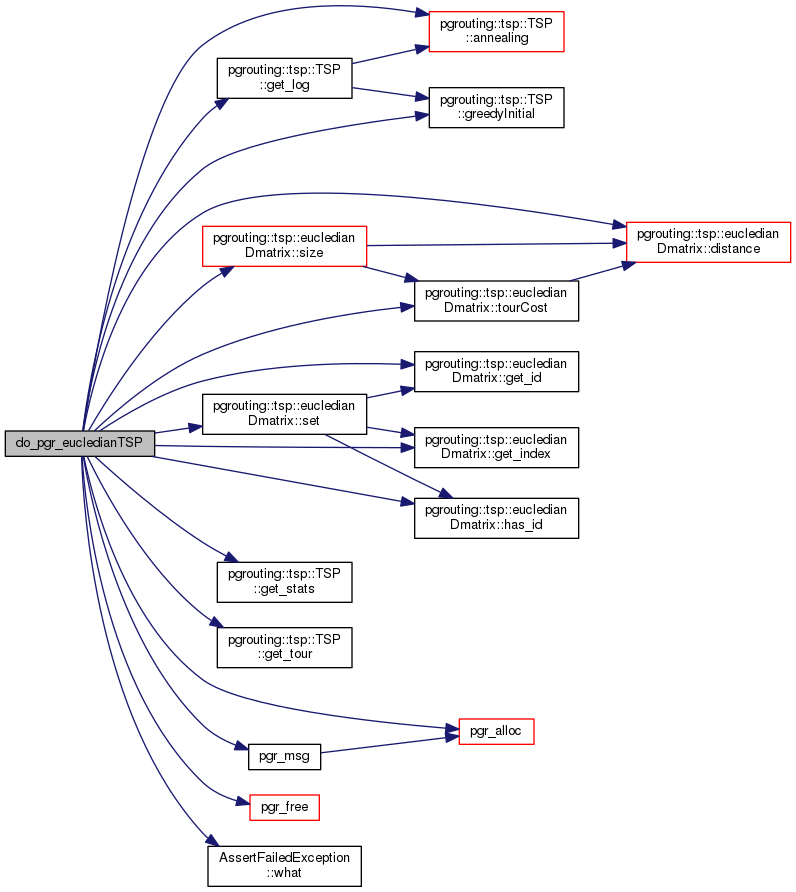 pgrouting::tsp::TSP
::annealing
pgrouting::tsp::TSP
::get_log
pgrouting::tsp::TSP
::greedyInitial
pgrouting::tsp::eucledian
Dmatrix::size
pgrouting::tsp::eucledian
Dmatrix::distance
pgrouting::tsp::eucledian
Dmatrix::tourCost
pgrouting::tsp::eucledian
Dmatrix::get_id
pgrouting::tsp::eucledian
Dmatrix::set
do_pgr_eucledianTSP
pgrouting::tsp::eucledian
Dmatrix::get_index
pgrouting::tsp::eucledian
Dmatrix::has_id
pgrouting::tsp::TSP
::get_stats
pgrouting::tsp::TSP
::get_tour
pgr_alloc
pgr_msg
pgr_free
AssertFailedException
::what